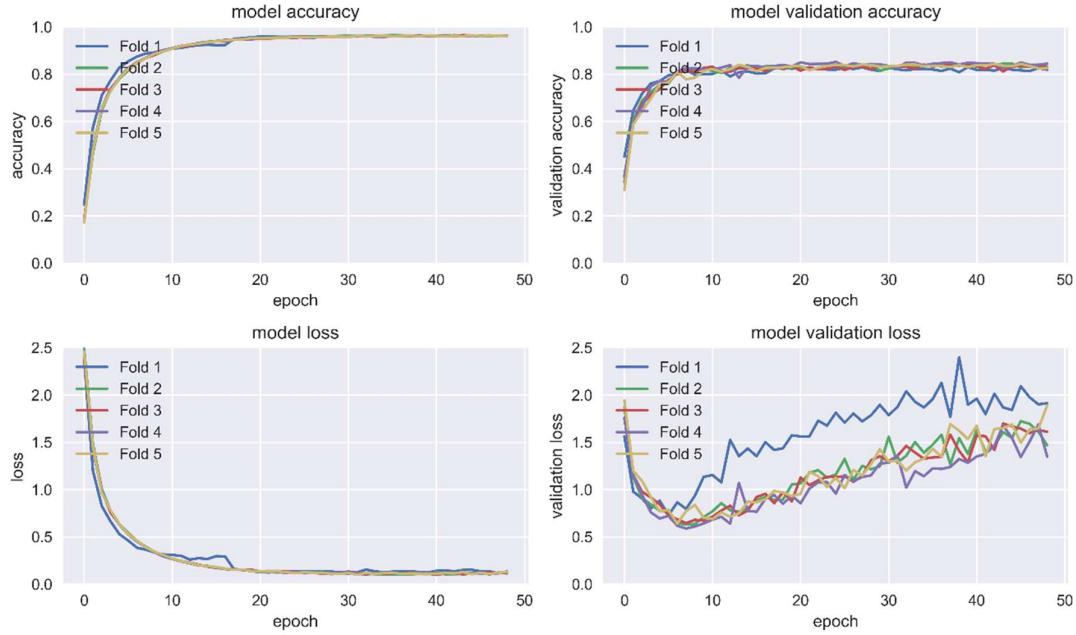 model accuracy
1.0
0.8
0.6
0.4
0.2
0.0
accuracy
Fold 1
Fold 2
Fold 3
Fold 4
Fold 5
0 10 20 30 40 50
epoch
model validation accuracy
1.0
0.8
0.6
0.4
0.2
0.0
validation accuracy
Fold 1
Fold 2
Fold 3
Fold 4
Fold 5
0 10 20 30 40 50
epoch
model loss
2.5
2.0
1.5
1.0
0.5
0.0
loss
Fold 1
Fold 2
Fold 3
Fold 4
Fold 5
0 10 20 30 40 50
epoch
model validation loss
2.5
2.0
1.5
1.0
0.5
0.0
validation loss
Fold 1
Fold 2
Fold 3
Fold 4
Fold 5
0 10 20 30 40 50
epoch